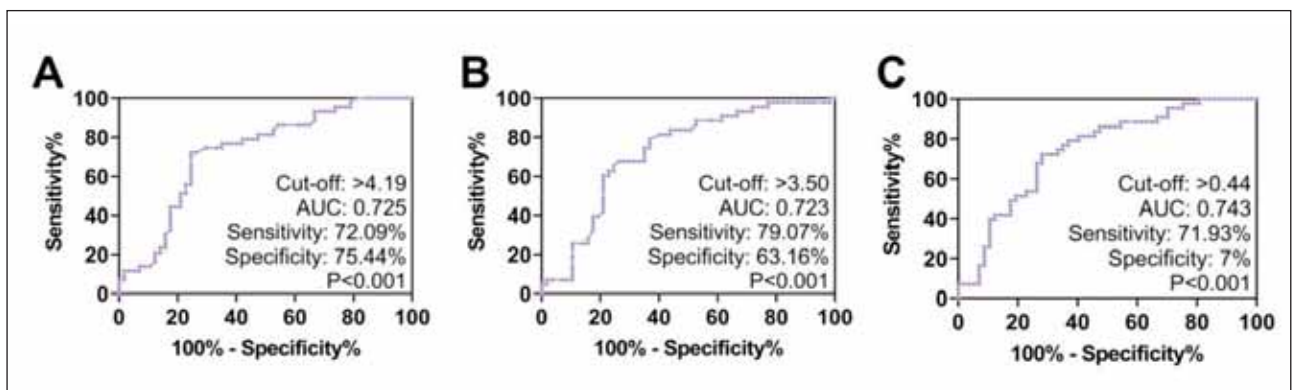 A
B
C
100
80
60
40
20
0
Sensitivity%
Cut-off: >4.19
AUC: 0.725
Sensitivity: 72.09%
Specificity: 75.44%
P<0.001
0 20 40 60 80 100
100% - Specificity%
100
80
60
40
20
0
Sensitivity%
Cut-off: >3.50
AUC: 0.723
Sensitivity: 79.07%
Specificity: 63.16%
P<0.001
0 20 40 60 80 100
100% - Specificity%
100
80
60
40
20
0
Sensitivity%
Cut-off: >0.44
AUC: 0.743
Sensitivity: 71.93%
Specificity: 7%
P<0.001
0 20 40 60 80 100
100% - Specificity%